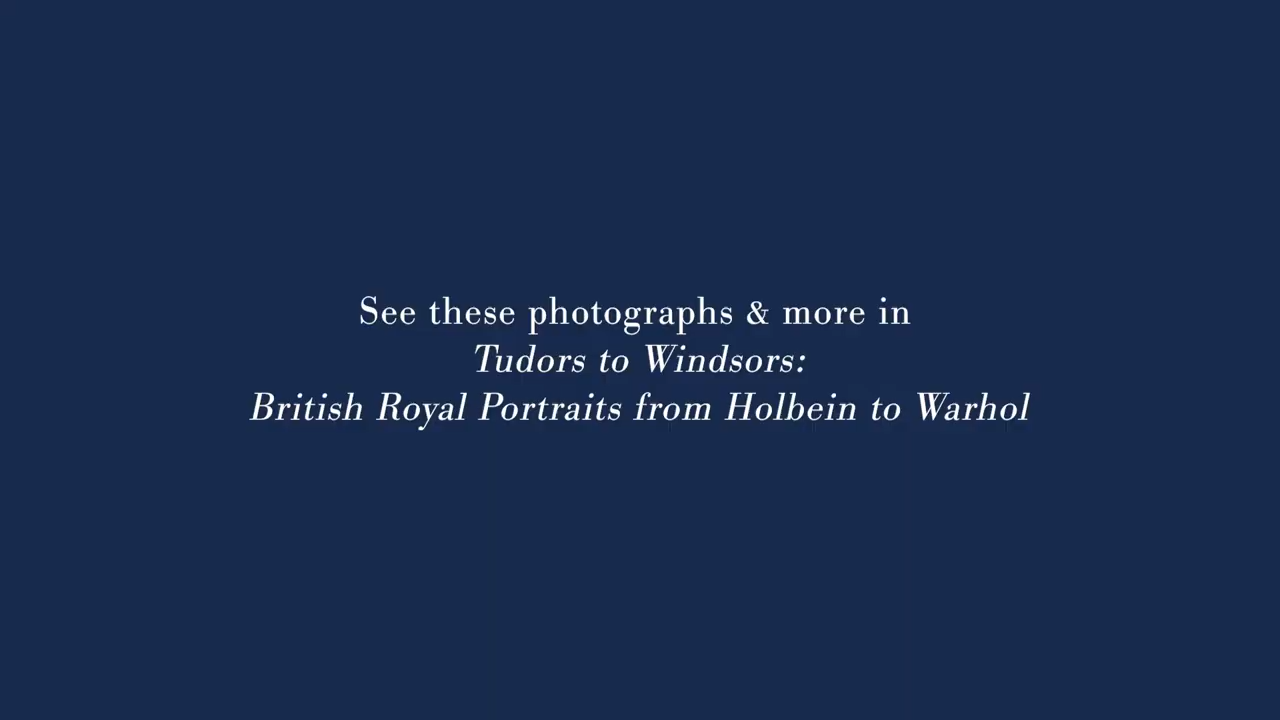 See these photographs & more in
Tudors to Windsors:
British Royal Portraits from Holbein to Warhol